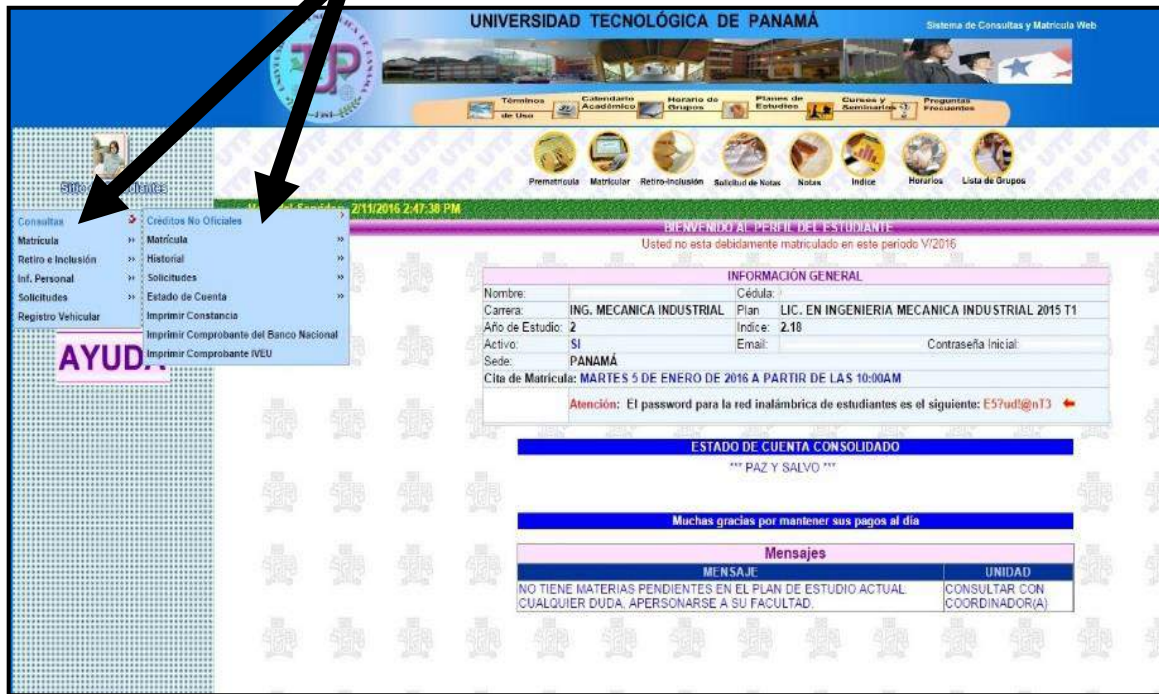 UNIVERSIDAD TECNOLÓGICA DE PANAMÁ
Sistema de Consultas y Matrícula Web
Términos de Uso
Calendario Académico
Horario de Grupos
Planes de Estudios
Cursos y Seminarios
Preguntas Frecuentes
Prematrícula Matricular Retiro-Inclusión Solicitud de Notas Notas Indice Horarios Lista de Grupos
2/11/2016 2:47:38 PM
Consultas
Matrícula
Retiro e Inclusión
Inf. Personal
Solicitudes
Registro Vehicular
Créditos No Oficiales
Matrícula
Historial
Solicitudes
Estado de Cuenta
Imprimir Constancia
Imprimir Comprobante del Banco Nacional
Imprimir Comprobante IVEU
AYUD
BIENVENIDO AL PERFIL DEL ESTUDIANTE
Usted no esta debidamente matriculado en este periodo V/2016
INFORMACIÓN GENERAL
Nombre: Cédula:
Carrera: ING. MECANICA INDUSTRIAL Plan LIC. EN INGENIERIA MECANICA INDUSTRIAL 2015 T1
Año de Estudio: 2 Indice: 2.18
Activo: SI Email: Contraseña Inicial:
Sede: PANAMÁ
Cita de Matricula: MARTES 5 DE ENERO DE 2016 A PARTIR DE LAS 10:00AM
Atención: El password para la red inalámbrica de estudiantes es el siguiente: E5?ud!@nT3
ESTADO DE CUENTA CONSOLIDADO
*** PAZ Y SALVO ***
Muchas gracias por mantener sus pagos al día
Mensajes
MENSAJE UNIDAD
NO TIENE MATERIAS PENDIENTES EN EL PLAN DE ESTUDIO ACTUAL. CONSULTAR CON
CUALQUIER DUDA, APERSONARSE A SU FACULTAD. COORDINADOR(A)